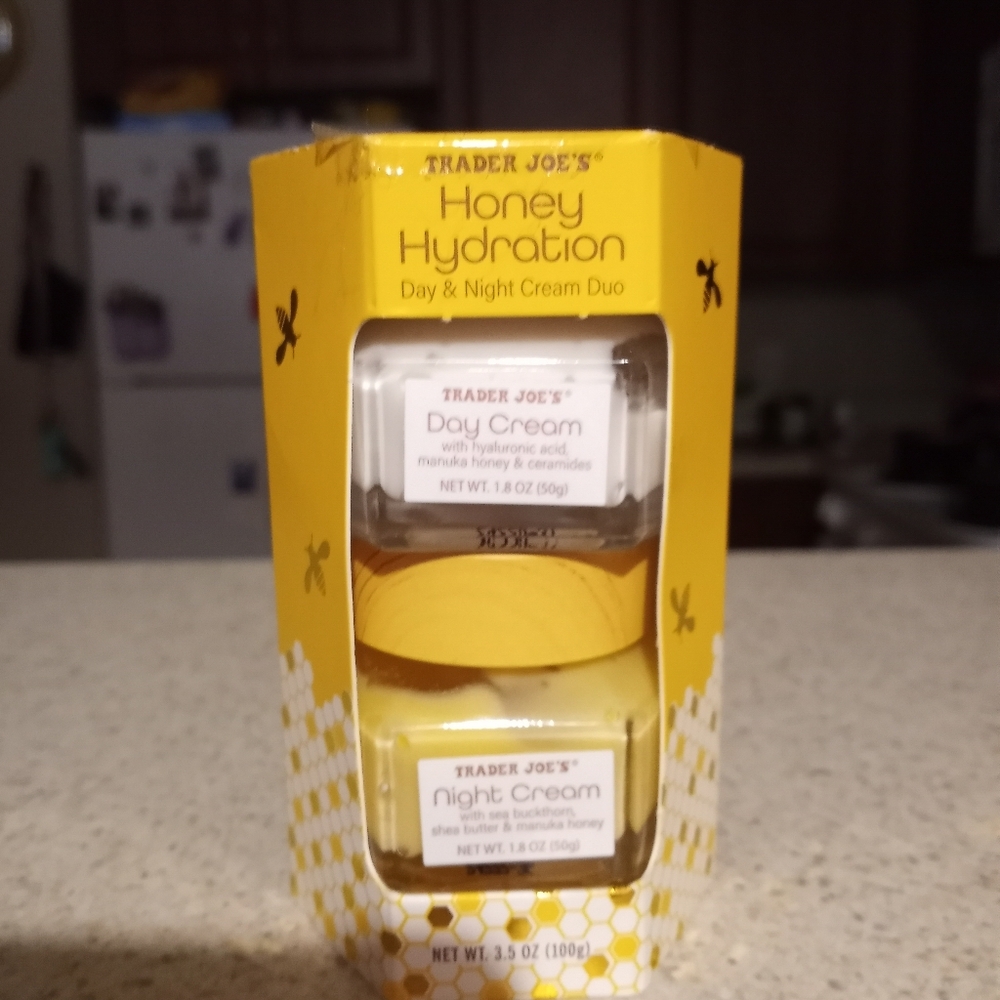 TRADER JOE'S®
Honey
Hydration
Day & Night Cream Duo
TRADER JOE'S®
Day Cream
with hyaluronic acid,
manuka honey & ceramides
NET WT. 1.8 OZ (50g)
TRADER JOE'S®
Night Cream
with sea buckthorn,
shea butter & manuka honey
NET WT. 1.8 OZ (50g)
NET WT. 3.5 OZ (100g)